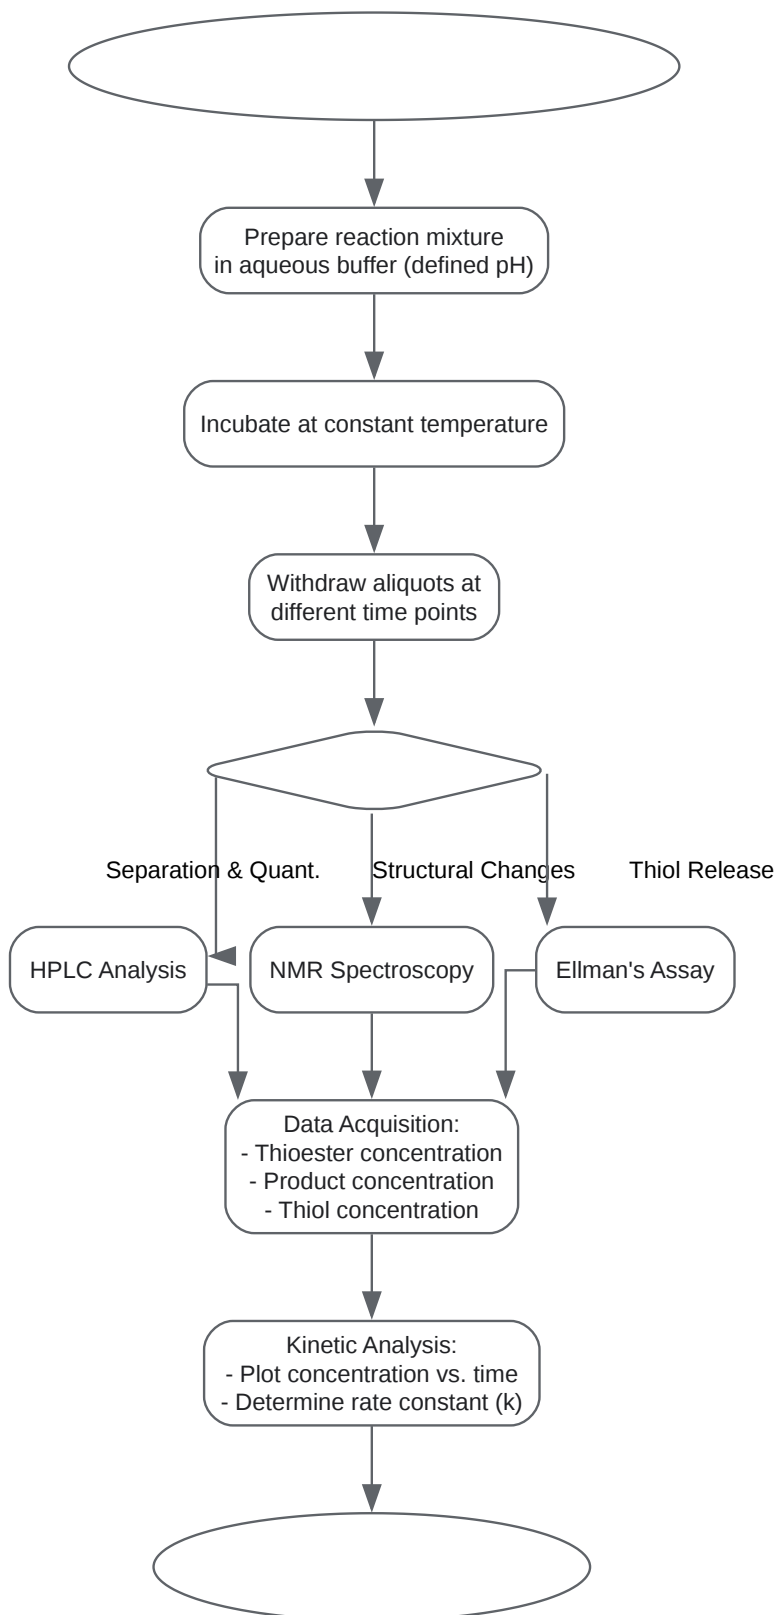 Prepare reaction mixture
in aqueous buffer (defined pH)
Incubate at constant temperature
Withdraw aliquots at
different time points
Separation & Quant.
Structural Changes
Thiol Release
HPLC Analysis
NMR Spectroscopy
Ellman's Assay
Data Acquisition:
- Thioester concentration
- Product concentration
- Thiol concentration
Kinetic Analysis:
- Plot concentration vs. time
- Determine rate constant (k)